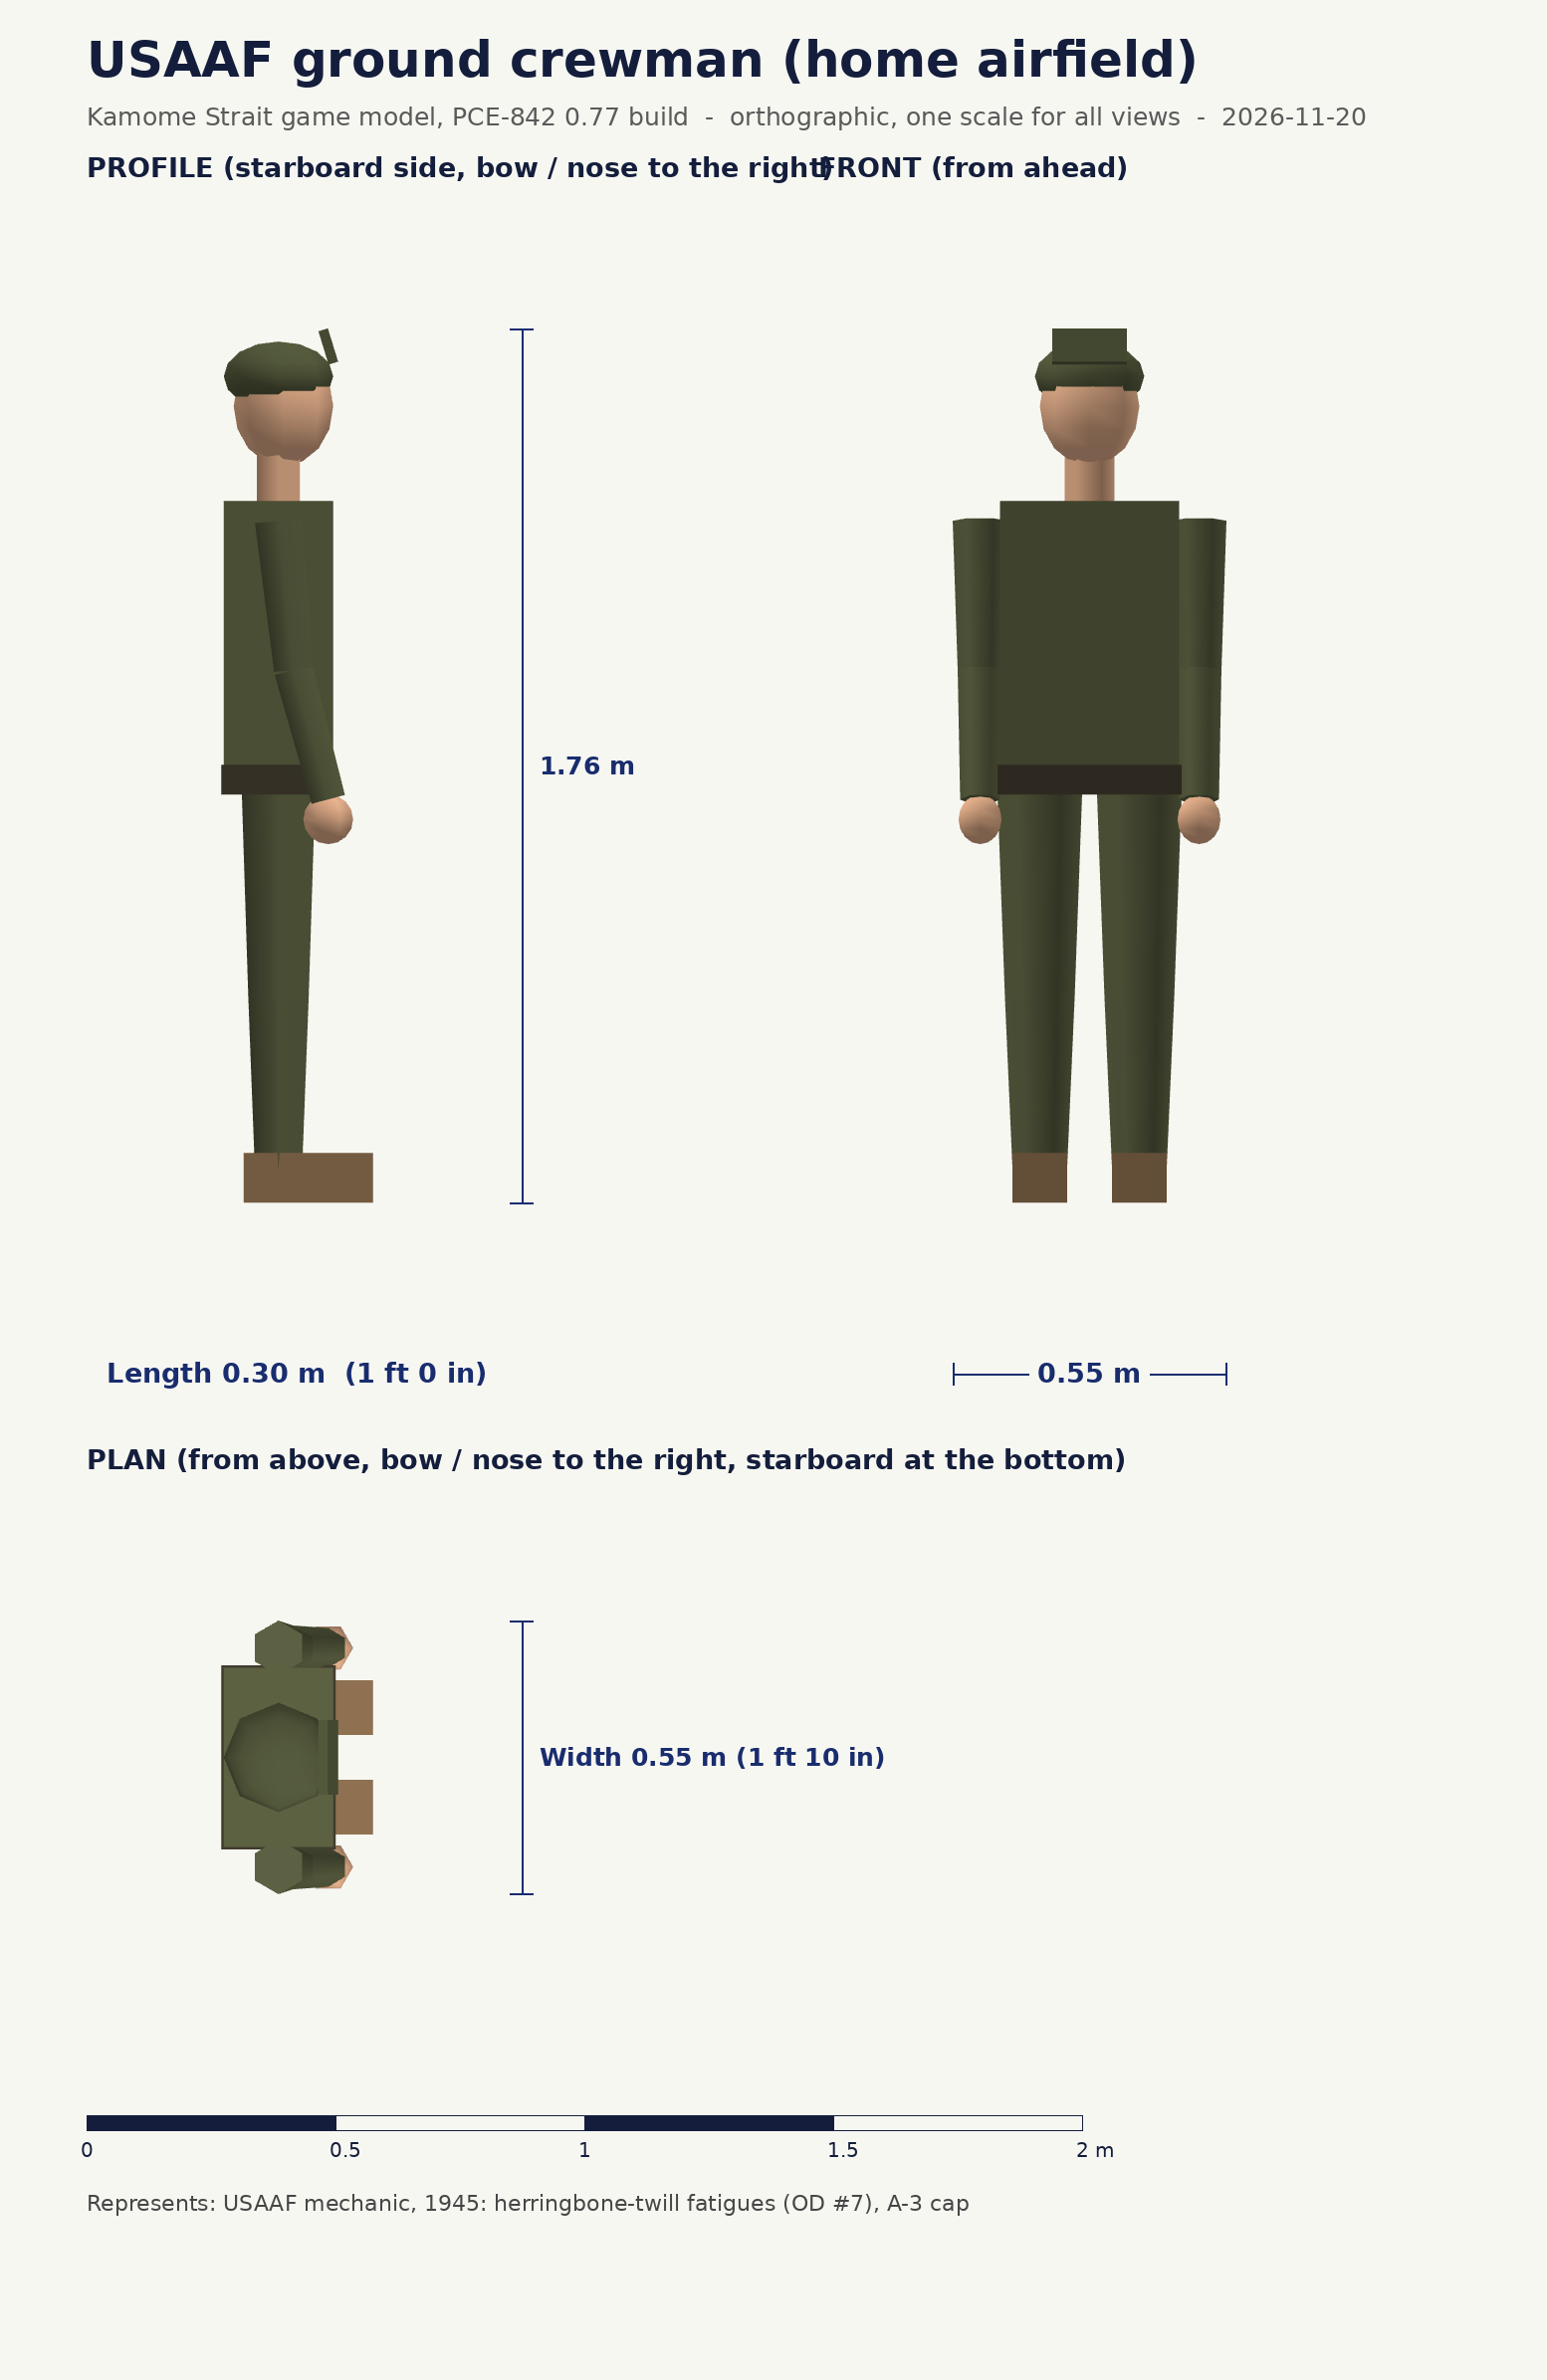 USAAF ground crewman (home airfield)
Kamome Strait game model, PCE-842 0.77 build - orthographic, one scale for all views - 2026-11-20
PROFILE (starboard side, bow / nose to the right)
FRONT (from ahead)
1.76 m
Length 0.30 m (1 ft 0 in)
0.55 m
PLAN (from above, bow / nose to the right, starboard at the bottom)
Width 0.55 m (1 ft 10 in)
0 0.5 1 1.5 2 m
Represents: USAAF mechanic, 1945: herringbone-twill fatigues (OD #7), A-3 cap